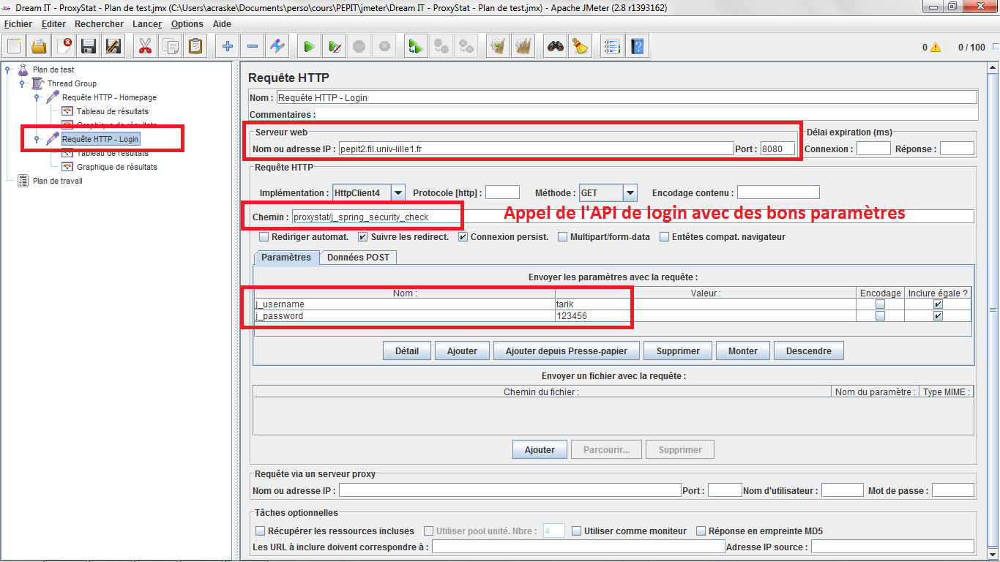 Dream IT - ProxyStat - Plan de test.jmx (C:\Users\acraske\Documents\perso\cours\PEPIT\jmeter\Dream IT - ProxyStat - Plan de test.jmx) - Apache JMeter (2.8 r1393162)
Fichier Editer Rechercher Lancer Options Aide
0 0 / 100
Plan de test
Thread Group
Requête HTTP - Homepage
Tableau de résultats
Graphique de résultats
Requête HTTP - Login
Tableau de résultats
Graphique de résultats
Plan de travail
Requête HTTP
Nom : Requête HTTP - Login
Commentaires :
Serveur web
Nom ou adresse IP : pepit2.fil.univ-lille1.fr Port : 8080
Délai expiration (ms)
Connexion : Réponse :
Requête HTTP
Implémentation : HttpClient4 Protocole [http] : Méthode : GET Encodage contenu :
Chemin : proxystat/j_spring_security_check
Appel de l'API de login avec des bons paramètres
Rediriger automat. Suivre les redirect. Connexion persist. Multipart/form-data Entêtes compat. navigateur
Paramètres Données POST
Envoyer les paramètres avec la requête :
Nom : Valeur : Encodage Inclure égale ?
j_username tarik
j_password 123456
Détail Ajouter Ajouter depuis Presse-papier Supprimer Monter Descendre
Envoyer un fichier avec la requête :
Chemin du fichier : Nom du paramètre : Type MIME :
Ajouter Parcourir... Supprimer
Requête via un serveur proxy
Nom ou adresse IP : Port : Nom d'utilisateur : Mot de passe :
Tâches optionnelles
Récupérer les ressources incluses Utiliser pool unité. Nbre : 4 Utiliser comme moniteur Réponse en empreinte MD5
Les URL à inclure doivent correspondre à : Adresse IP source :